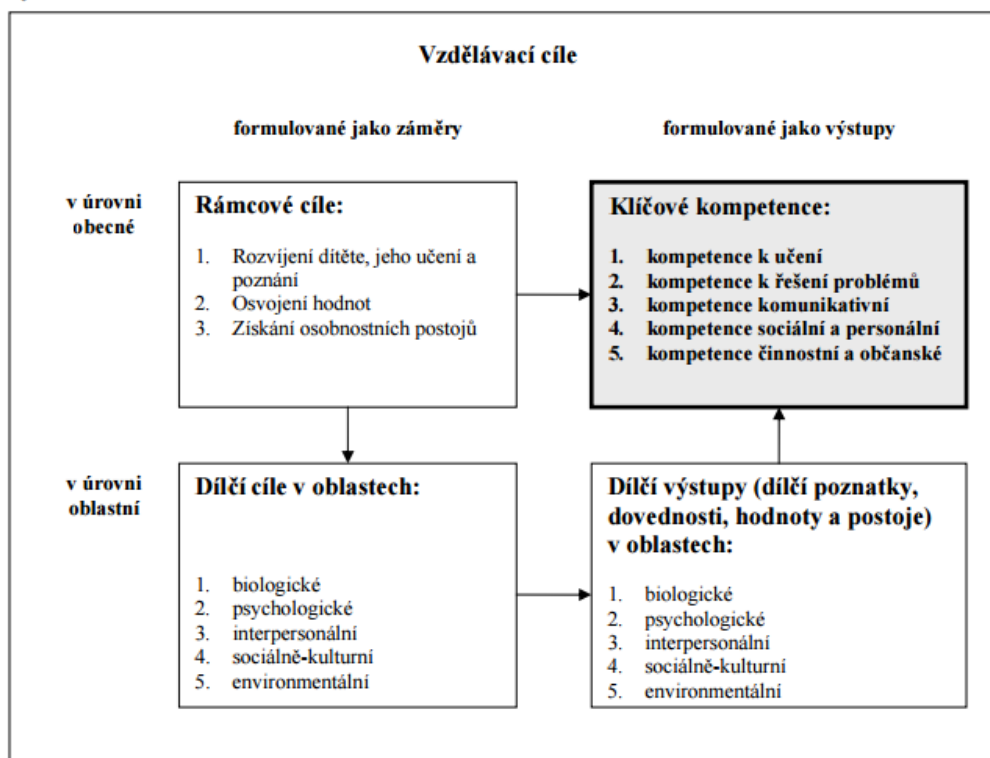 Vzdělávací cíle
formulované jako záměry
formulované jako výstupy
v úrovni
obecné
Rámcové cíle:
1. Rozvíjení dítěte, jeho učení a
poznání
2. Osvojení hodnot
3. Získání osobnostních postojů
Klíčové kompetence:
1. kompetence k učení
2. kompetence k řešení problémů
3. kompetence komunikativní
4. kompetence sociální a personální
5. kompetence činnostní a občanské
v úrovni
oblastní
Dílčí cíle v oblastech:
1. biologické
2. psychologické
3. interpersonální
4. sociálně-kulturní
5. environmentální
Dílčí výstupy (dílčí poznatky,
dovednosti, hodnoty a postoje)
v oblastech:
1. biologické
2. psychologické
3. interpersonální
4. sociálně-kulturní
5. environmentální